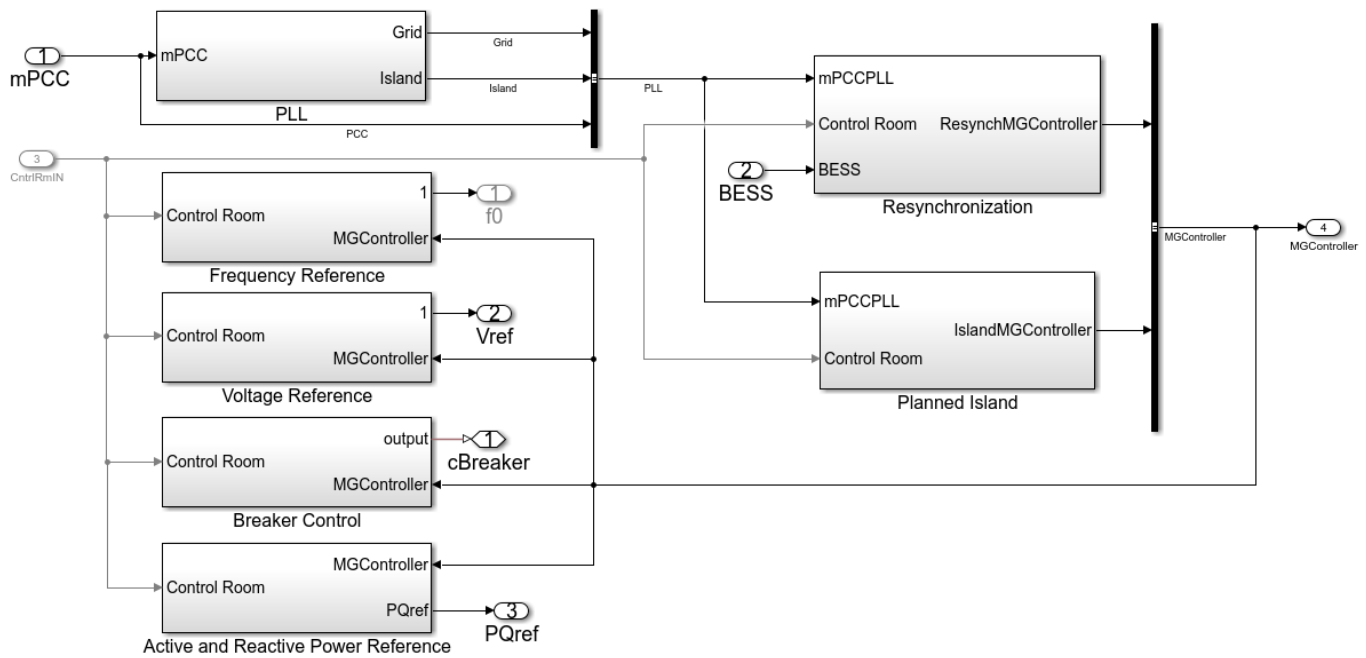 1
mPCC
mPCC
Grid
Island
PLL
Grid
Island
PCC
PLL
3
CntrlRmIN
mPCCPLL
Control Room
BESS
ResynchMGController
Resynchronization
2
BESS
Control Room
1
MGController
Frequency Reference
1
f0
Control Room
1
MGController
Voltage Reference
2
Vref
mPCCPLL
Control Room
IslandMGController
Planned Island
MGController
4
MGController
Control Room
output
MGController
Breaker Control
1
cBreaker
Control Room
MGController
PQref
Active and Reactive Power Reference
3
PQref